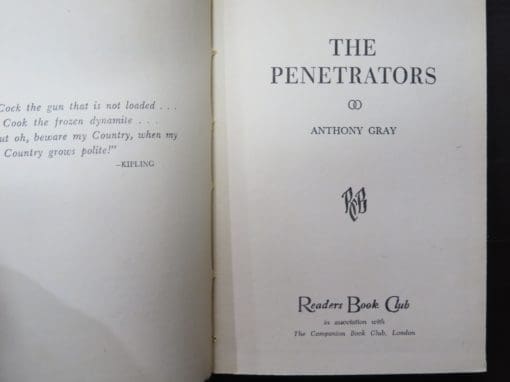 Cock the gun that is not loaded . . .
Cook the frozen dynamite . . .
ut oh, beware my Country, when my
Country grows polite!"
—KIPLING
THE
PENETRATORS
ANTHONY GRAY
RBC
Readers Book Club
in association with
The Companion Book Club, London